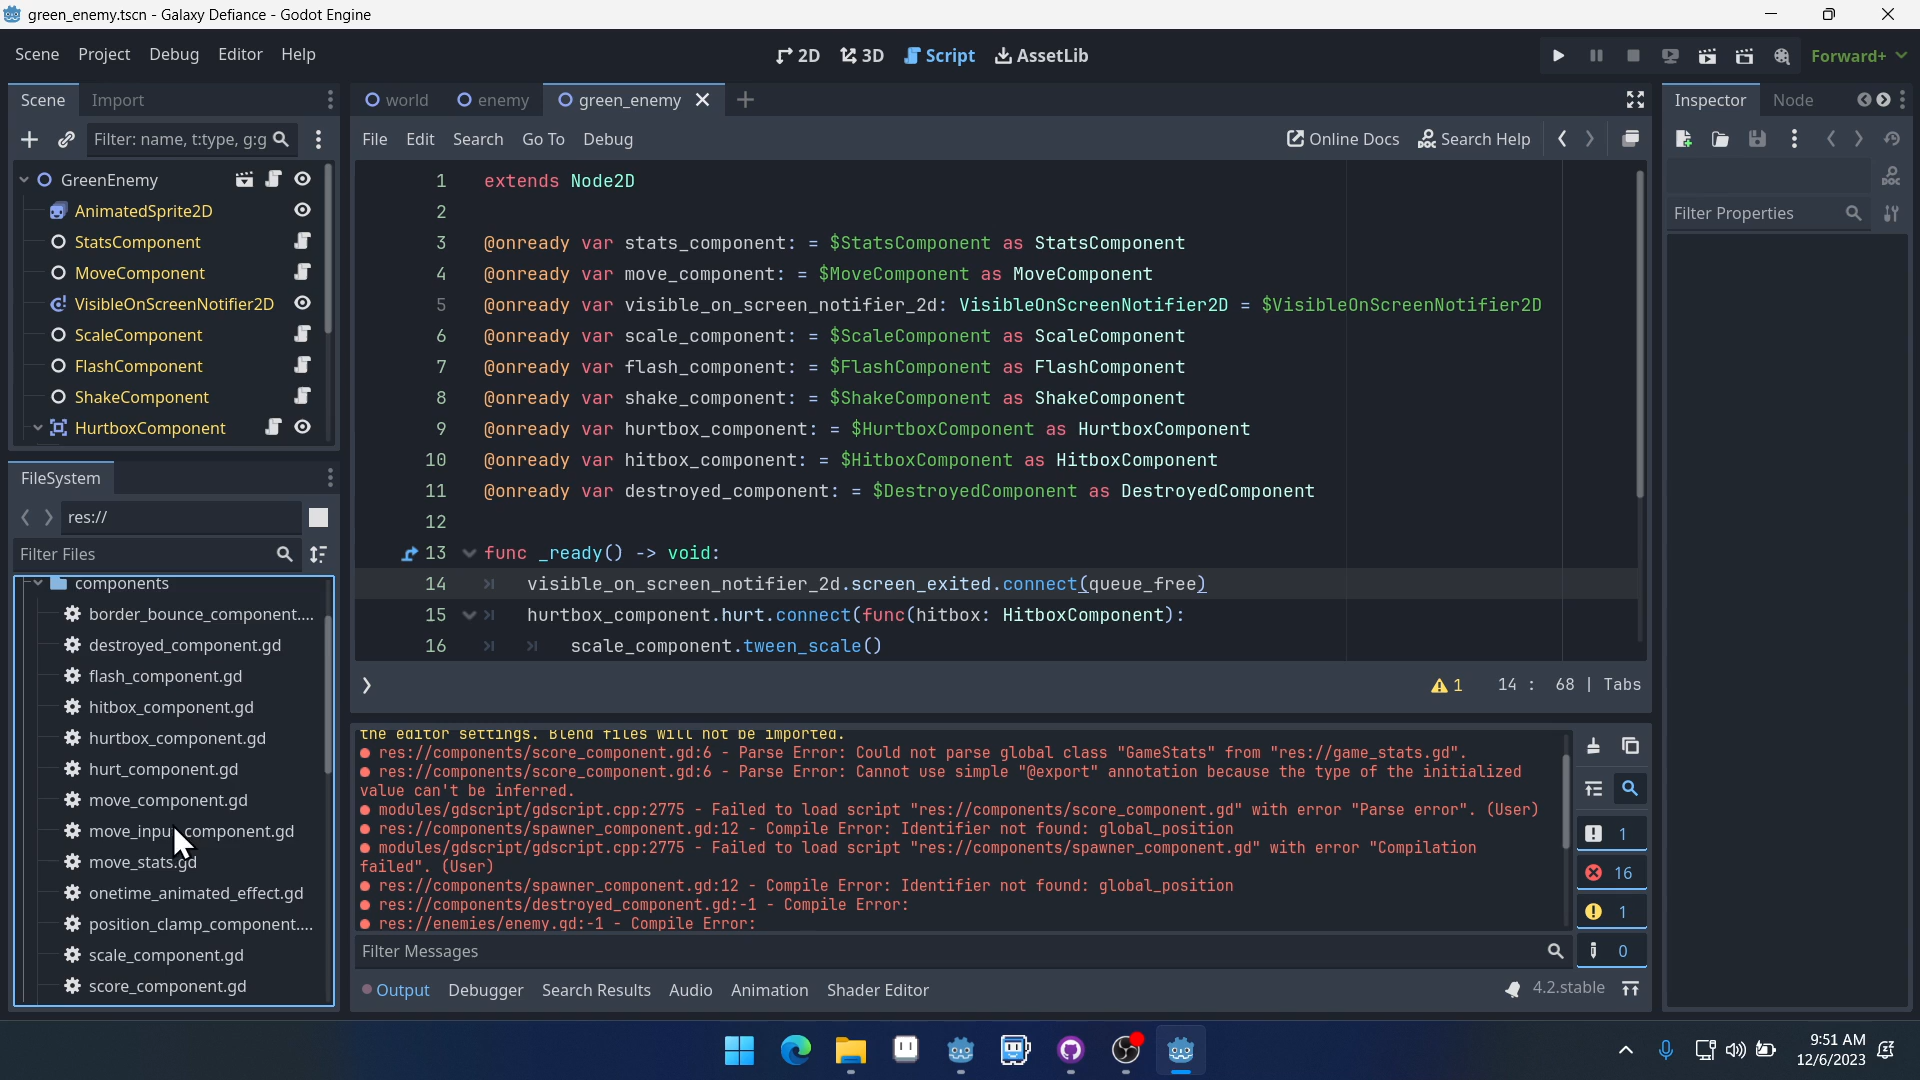 green_enemy.tscn - Galaxy Defiance - Godot Engine
Scene Project Debug Editor Help
2D 3D Script AssetLib
Forward+
Scene Import
world enemy green_enemy
Inspector Node
Filter: name, t:type, g:g
File Edit Search Go To Debug
Online Docs Search Help
GreenEnemy
AnimatedSprite2D
StatsComponent
MoveComponent
VisibleOnScreenNotifier2D
ScaleComponent
FlashComponent
ShakeComponent
HurtboxComponent
Filter Properties
1 extends Node2D
2
3 @onready var stats_component: = $StatsComponent as StatsComponent
4 @onready var move_component: = $MoveComponent as MoveComponent
5 @onready var visible_on_screen_notifier_2d: VisibleOnScreenNotifier2D = $VisibleOnScreenNotifier2D
6 @onready var scale_component: = $ScaleComponent as ScaleComponent
7 @onready var flash_component: = $FlashComponent as FlashComponent
8 @onready var shake_component: = $ShakeComponent as ShakeComponent
9 @onready var hurtbox_component: = $HurtboxComponent as HurtboxComponent
10 @onready var hitbox_component: = $HitboxComponent as HitboxComponent
11 @onready var destroyed_component: = $DestroyedComponent as DestroyedComponent
12
13 func _ready() -> void:
14 visible_on_screen_notifier_2d.screen_exited.connect(queue_free)
15 hurtbox_component.hurt.connect(func(hitbox: HitboxComponent):
16 scale_component.tween_scale()
1 14 : 68 | Tabs
FileSystem
res://
Filter Files
components
border_bounce_component....
destroyed_component.gd
flash_component.gd
hitbox_component.gd
hurtbox_component.gd
hurt_component.gd
move_component.gd
move_input_component.gd
move_stats.gd
onetime_animated_effect.gd
position_clamp_component....
scale_component.gd
score_component.gd
the editor settings. Blend files will not be imported.
res://components/score_component.gd:6 - Parse Error: Could not parse global class "GameStats" from "res://game_stats.gd".
res://components/score_component.gd:6 - Parse Error: Cannot use simple "@export" annotation because the type of the initialized
value can't be inferred.
modules/gdscript/gdscript.cpp:2775 - Failed to load script "res://components/score_component.gd" with error "Parse error". (User)
res://components/spawner_component.gd:12 - Compile Error: Identifier not found: global_position
modules/gdscript/gdscript.cpp:2775 - Failed to load script "res://components/spawner_component.gd" with error "Compilation
failed". (User)
res://components/spawner_component.gd:12 - Compile Error: Identifier not found: global_position
res://components/destroyed_component.gd:-1 - Compile Error:
res://enemies/enemy.gd:-1 - Compile Error:
1
16
1
0
Filter Messages
Output Debugger Search Results Audio Animation Shader Editor
4.2.stable
9:51 AM
12/6/2023